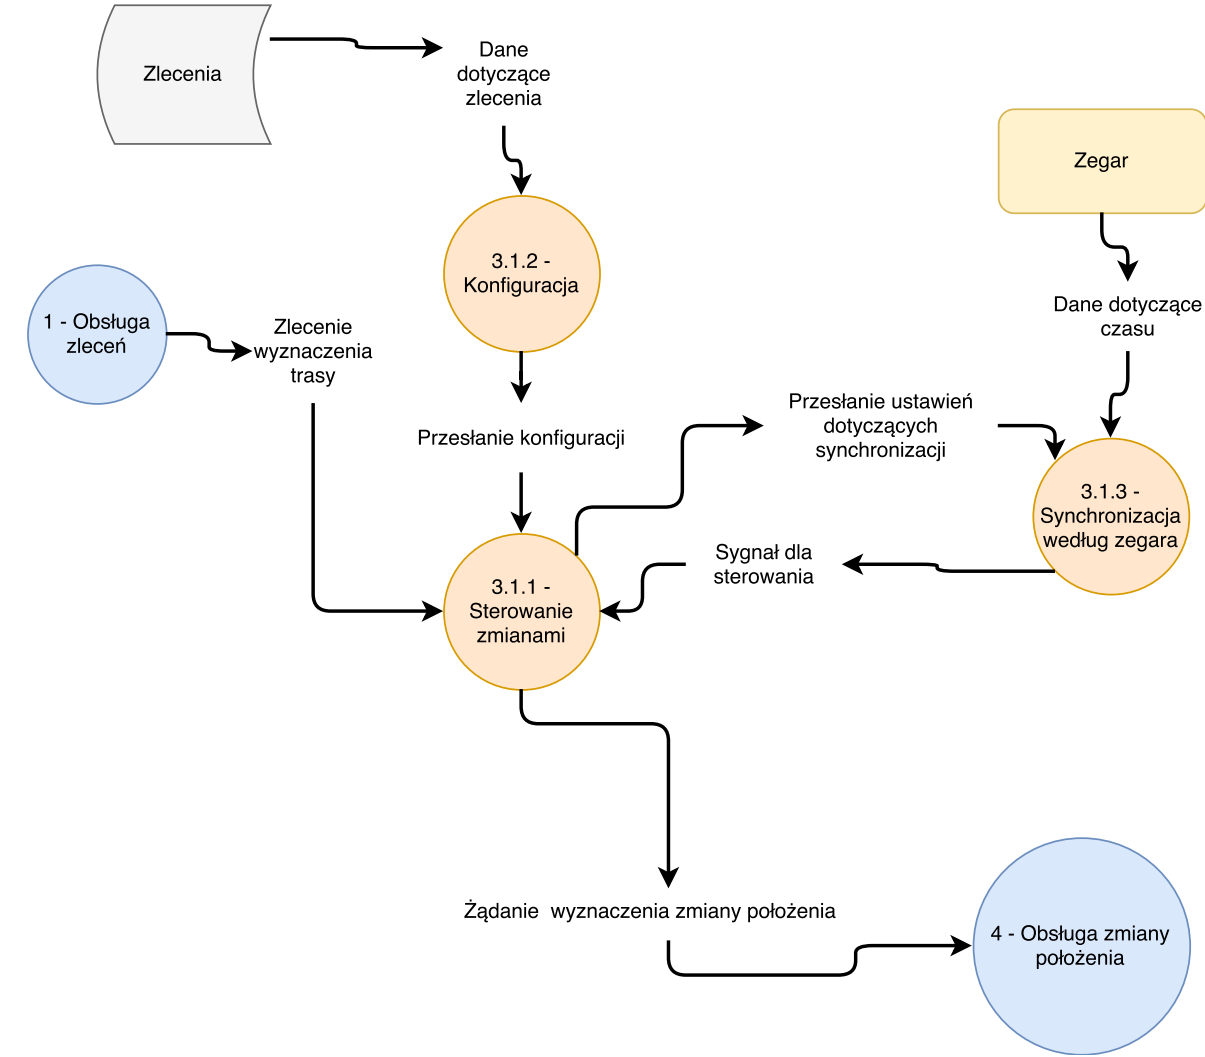 Zlecenia
Dane
dotyczące
zlecenia
Zegar
3.1.2 -
Konfiguracja
1 - Obsługa
zleceń
Zlecenie
wyznaczenia
trasy
Dane dotyczące
czasu
Przesłanie konfiguracji
Przesłanie ustawień
dotyczących
synchronizacji
3.1.3 -
Synchronizacja
według zegara
Sygnał dla
sterowania
3.1.1 -
Sterowanie
zmianami
Żądanie  wyznaczenia zmiany położenia
4 - Obsługa zmiany
położenia